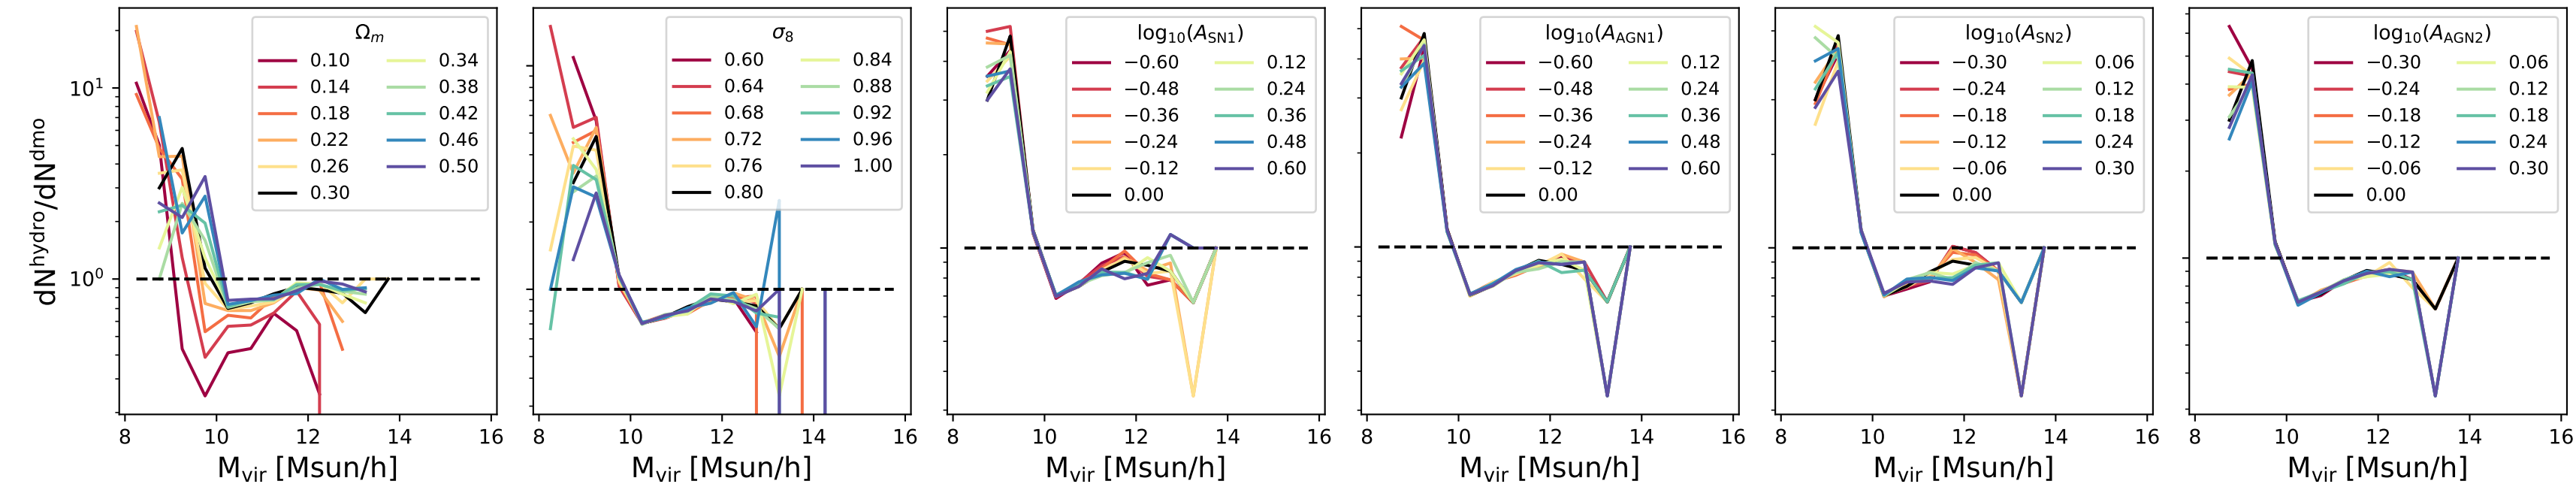 dN^hydro/dN^dmo
10^1
10^0
Ω_m
0.10 0.34
0.14 0.38
0.18 0.42
0.22 0.46
0.26 0.50
0.30
8 10 12 14 16
M_vir [Msun/h]
σ_8
0.60 0.84
0.64 0.88
0.68 0.92
0.72 0.96
0.76 1.00
0.80
8 10 12 14 16
M_vir [Msun/h]
log_10(A_SN1)
−0.60 0.12
−0.48 0.24
−0.36 0.36
−0.24 0.48
−0.12 0.60
0.00
8 10 12 14 16
M_vir [Msun/h]
log_10(A_AGN1)
−0.60 0.12
−0.48 0.24
−0.36 0.36
−0.24 0.48
−0.12 0.60
0.00
8 10 12 14 16
M_vir [Msun/h]
log_10(A_SN2)
−0.30 0.06
−0.24 0.12
−0.18 0.18
−0.12 0.24
−0.06 0.30
0.00
8 10 12 14 16
M_vir [Msun/h]
log_10(A_AGN2)
−0.30 0.06
−0.24 0.12
−0.18 0.18
−0.12 0.24
−0.06 0.30
0.00
8 10 12 14 16
M_vir [Msun/h]